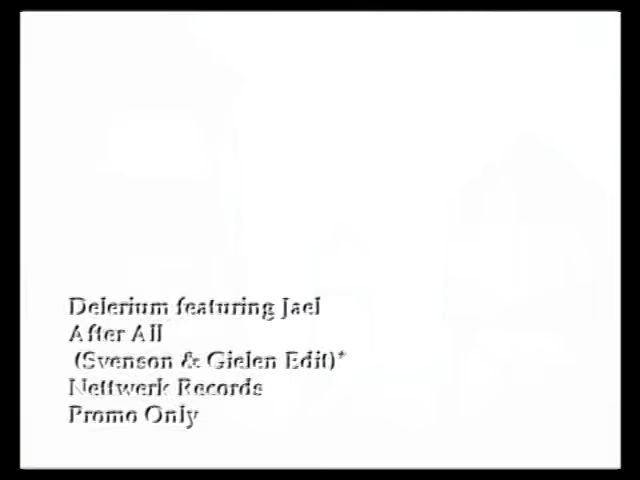 Delerium featuring Jael
After All
(Svenson & Gielen Edit)*
Nettwerk Records
Promo Only